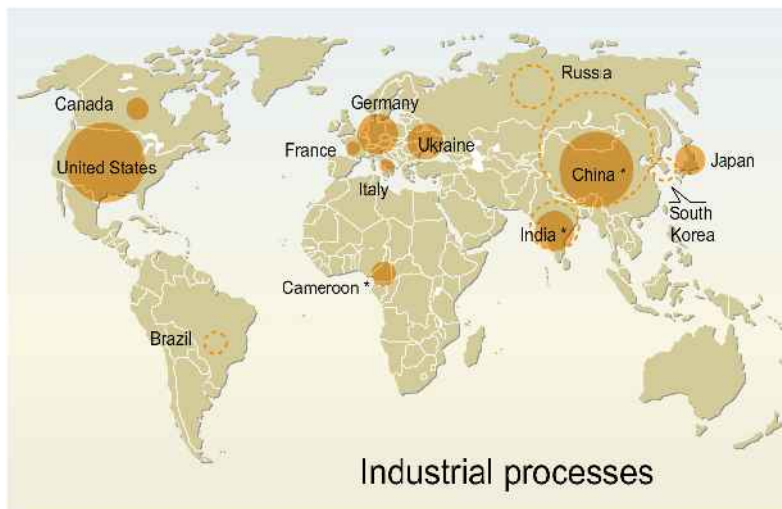 Russia
Canada
Germany
United States
France
Ukraine
China *
Japan
Italy
South
Korea
India *
Cameroon *
Brazil
Industrial processes